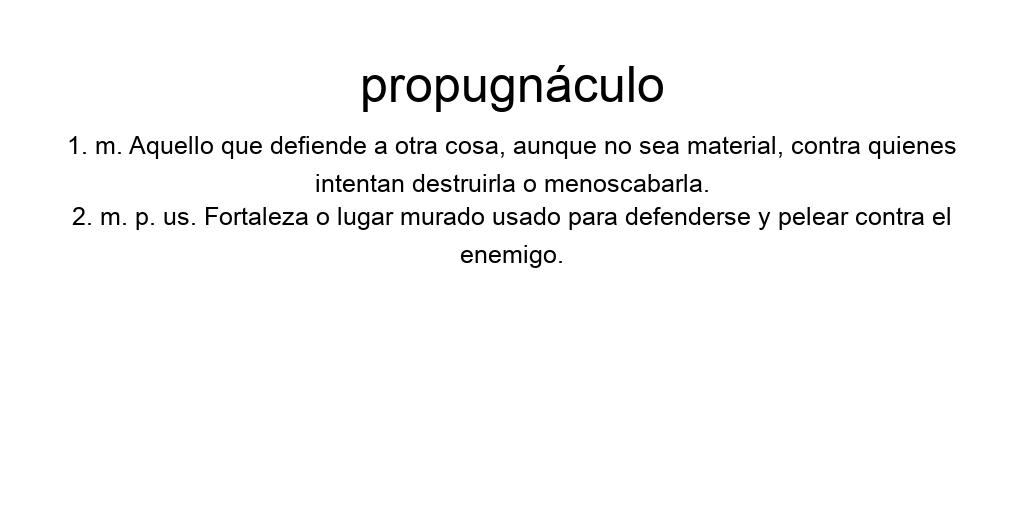 propugnáculo
1. m. Aquello que defiende a otra cosa, aunque no sea material, contra quienes
intentan destruirla o menoscabarla.
2. m. p. us. Fortaleza o lugar murado usado para defenderse y pelear contra el
enemigo.